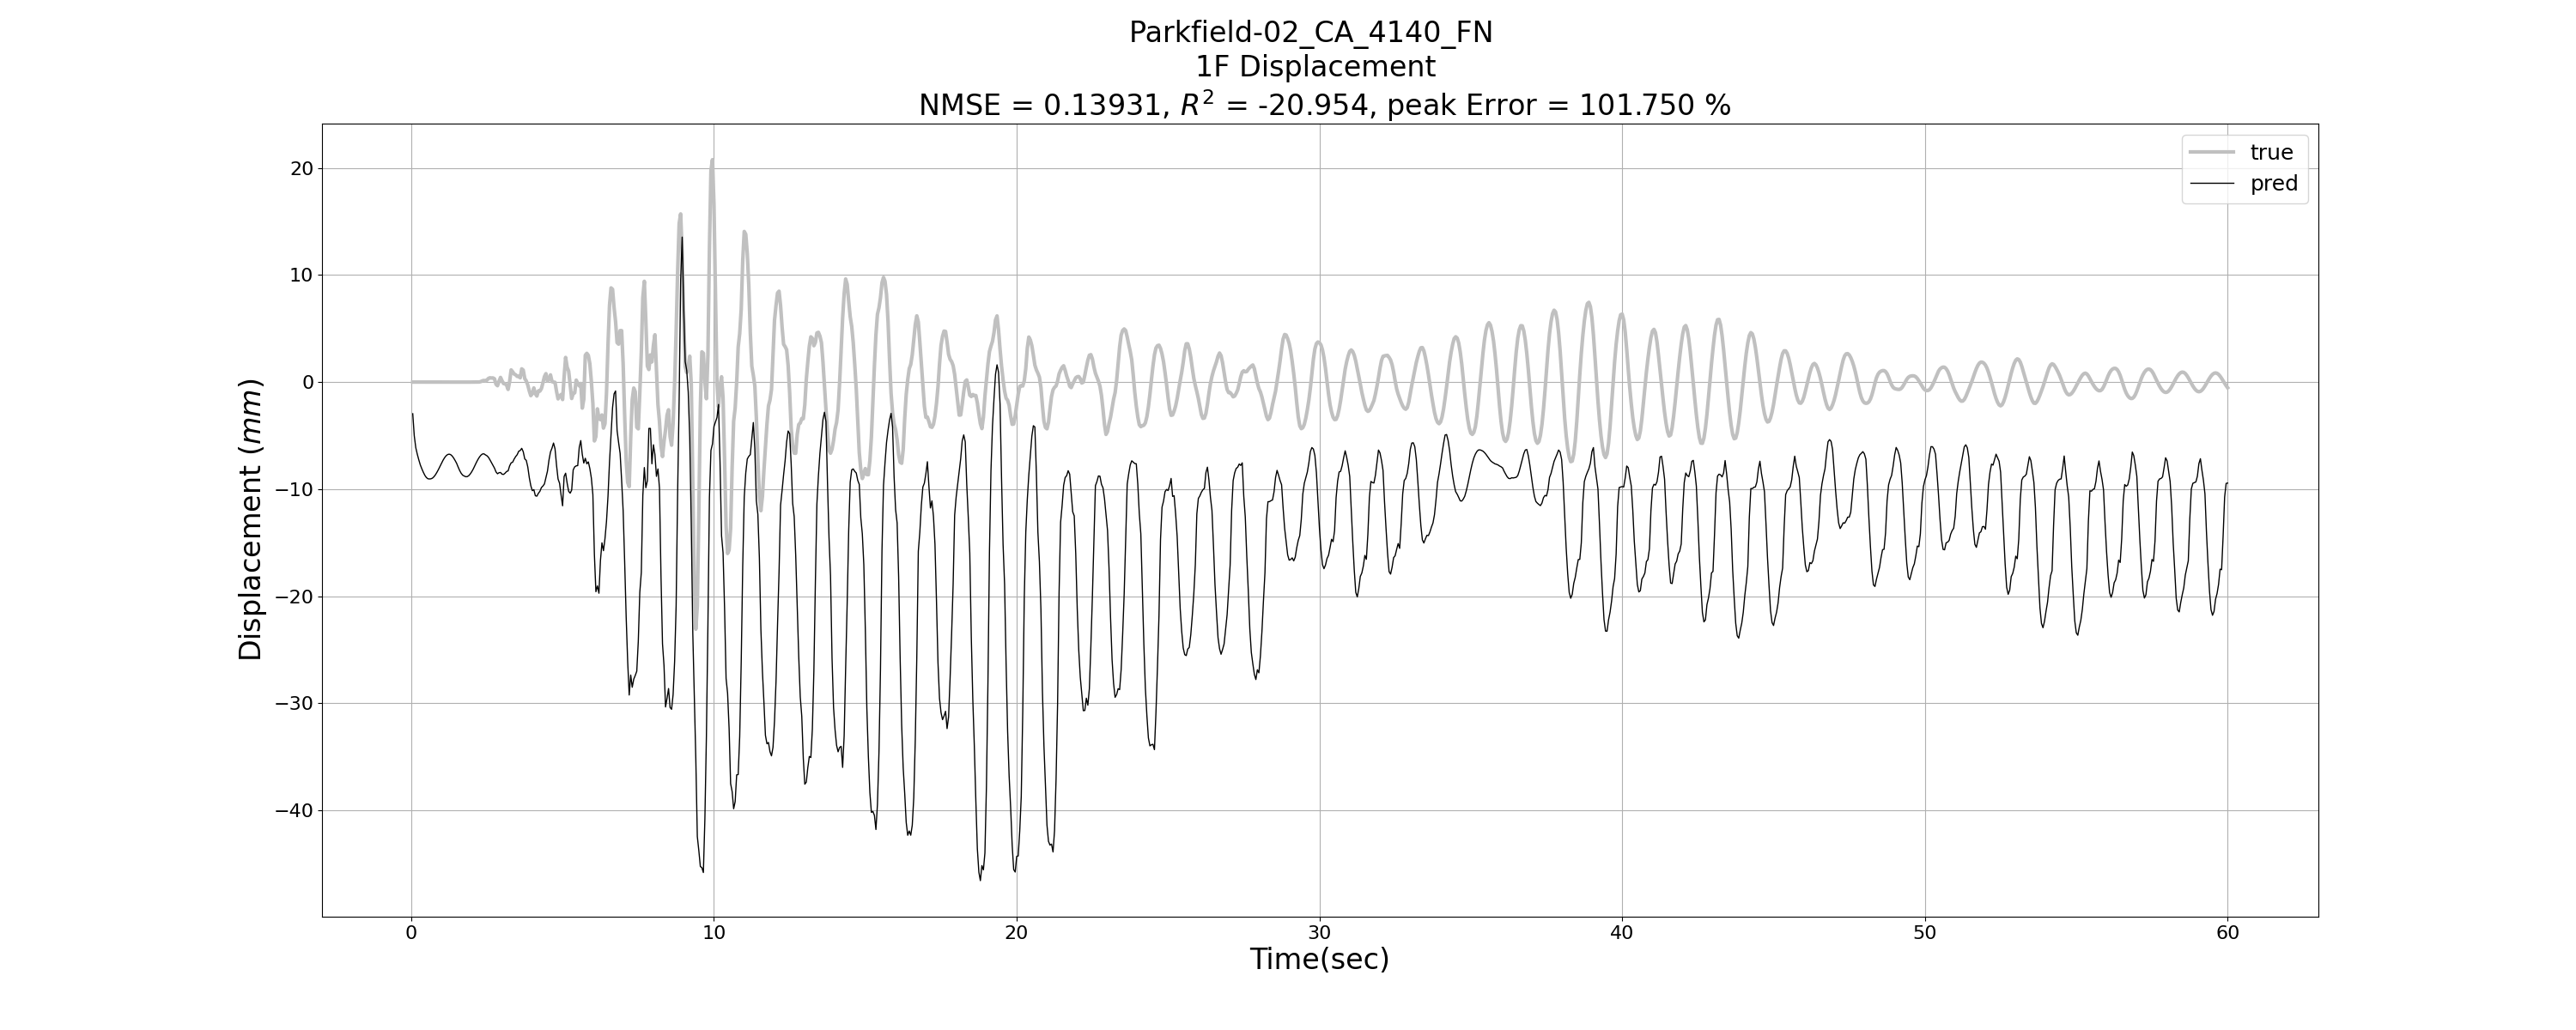 Parkfield-02_CA_4140_FN
1F Displacement
NMSE = 0.13931, R² = -20.954, peak Error = 101.750 %
true
pred
20
10
0
−10
−20
−30
−40
Displacement (mm)
0 10 20 30 40 50 60
Time(sec)